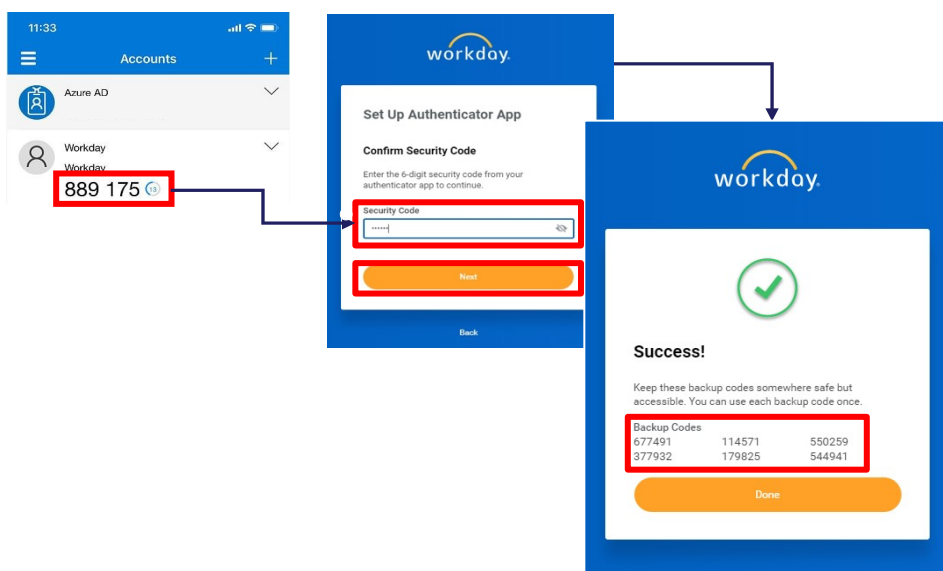 11:33
Accounts
Azure AD
Workday
Workday
889 175 13
workday.
Set Up Authenticator App
Confirm Security Code
Enter the 6-digit security code from your
authenticator app to continue.
Security Code
••••••
Next
Back
workday.
Success!
Keep these backup codes somewhere safe but
accessible. You can use each backup code once.
Backup Codes
677491 114571 550259
377932 179825 544941
Done